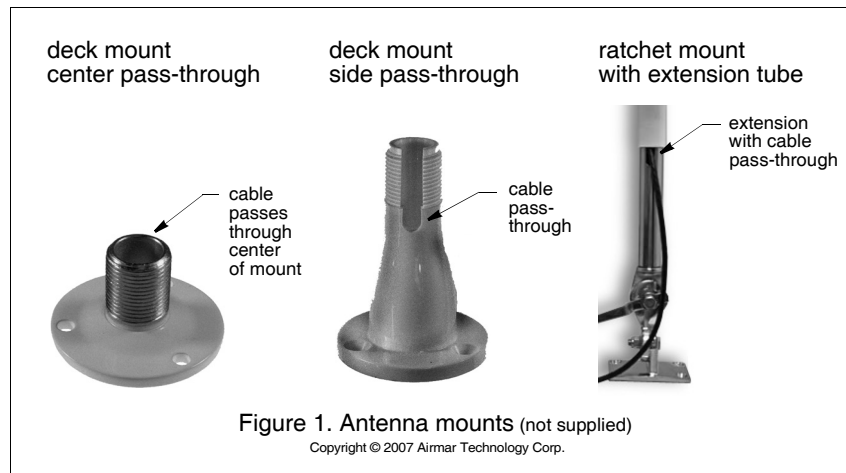 deck mount
center pass-through
deck mount
side pass-through
ratchet mount
with extension tube
cable
passes
through
center
of mount
cable
pass-
through
extension
with cable
pass-through
Figure 1. Antenna mounts (not supplied)
Copyright © 2007 Airmar Technology Corp.